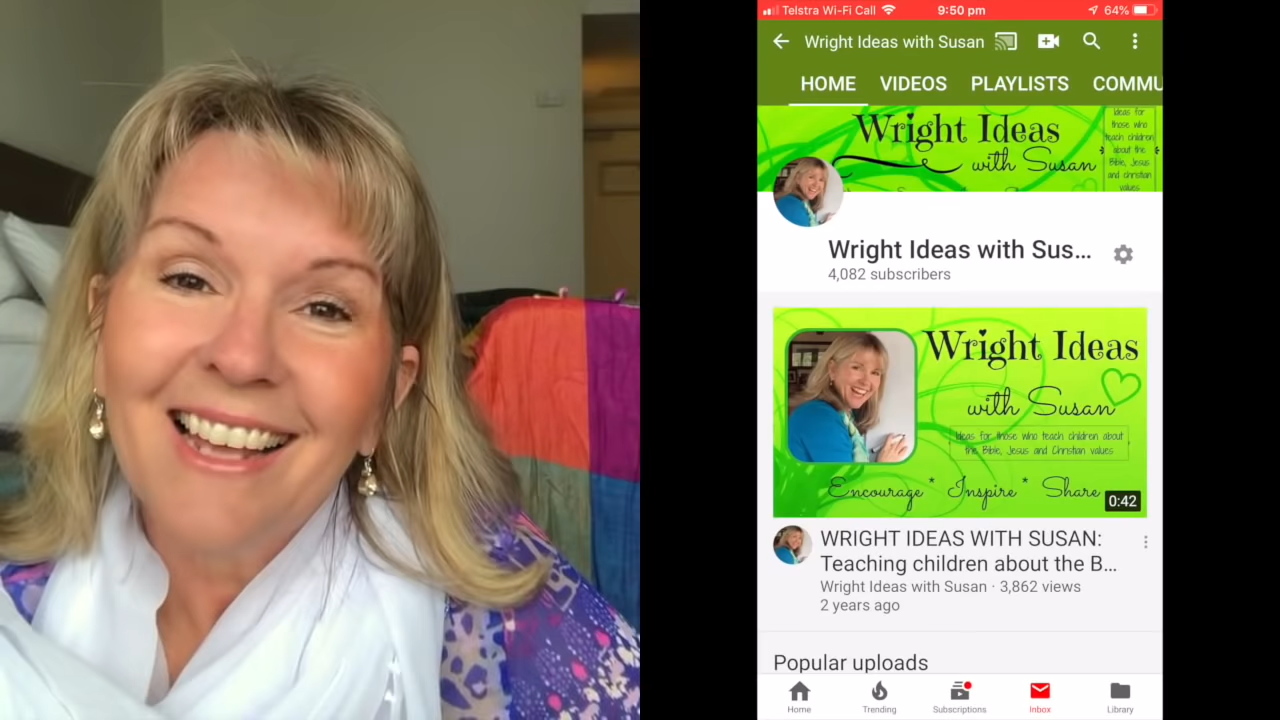 Telstra Wi-Fi Call 9:50 pm 64%
Wright Ideas with Susan
HOME VIDEOS PLAYLISTS COMMU
Wright Ideas
with Susan
Ideas for
those who
teach children
about the
Bible, Jesus
and christian
values
Wright Ideas with Sus...
4,082 subscribers
Wright Ideas
with Susan
Ideas for those who teach children about
the Bible, Jesus and Christian values
Encourage * Inspire * Share
0:42
WRIGHT IDEAS WITH SUSAN:
Teaching children about the B...
Wright Ideas with Susan · 3,862 views
2 years ago
Popular uploads
Home Trending Subscriptions Inbox Library